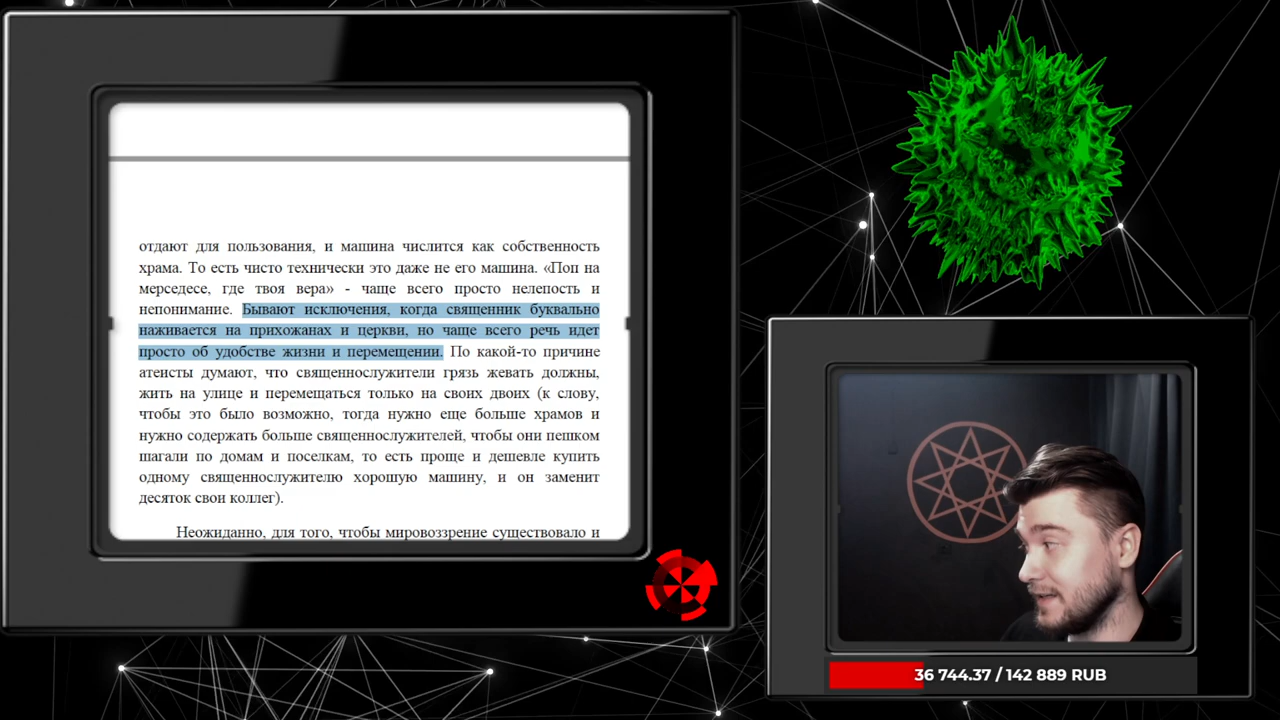 отдают для пользования, и машина числится как собственность
храма. То есть чисто технически это даже не его машина. «Поп на
мерседесе, где твоя вера» - чаще всего просто нелепость и
непонимание. Бывают исключения, когда священник буквально
наживается на прихожанах и церкви, но чаще всего речь идет
просто об удобстве жизни и перемещении. По какой-то причине
атеисты думают, что священнослужители грязь жевать должны,
жить на улице и перемещаться только на своих двоих (к слову,
чтобы это было возможно, тогда нужно еще больше храмов и
нужно содержать больше священнослужителей, чтобы они пешком
шагали по домам и поселкам, то есть проще и дешевле купить
одному священнослужителю хорошую машину, и он заменит
десяток свои коллег).
Неожиданно, для того, чтобы мировоззрение существовало и
36 744.37 / 142 889 RUB